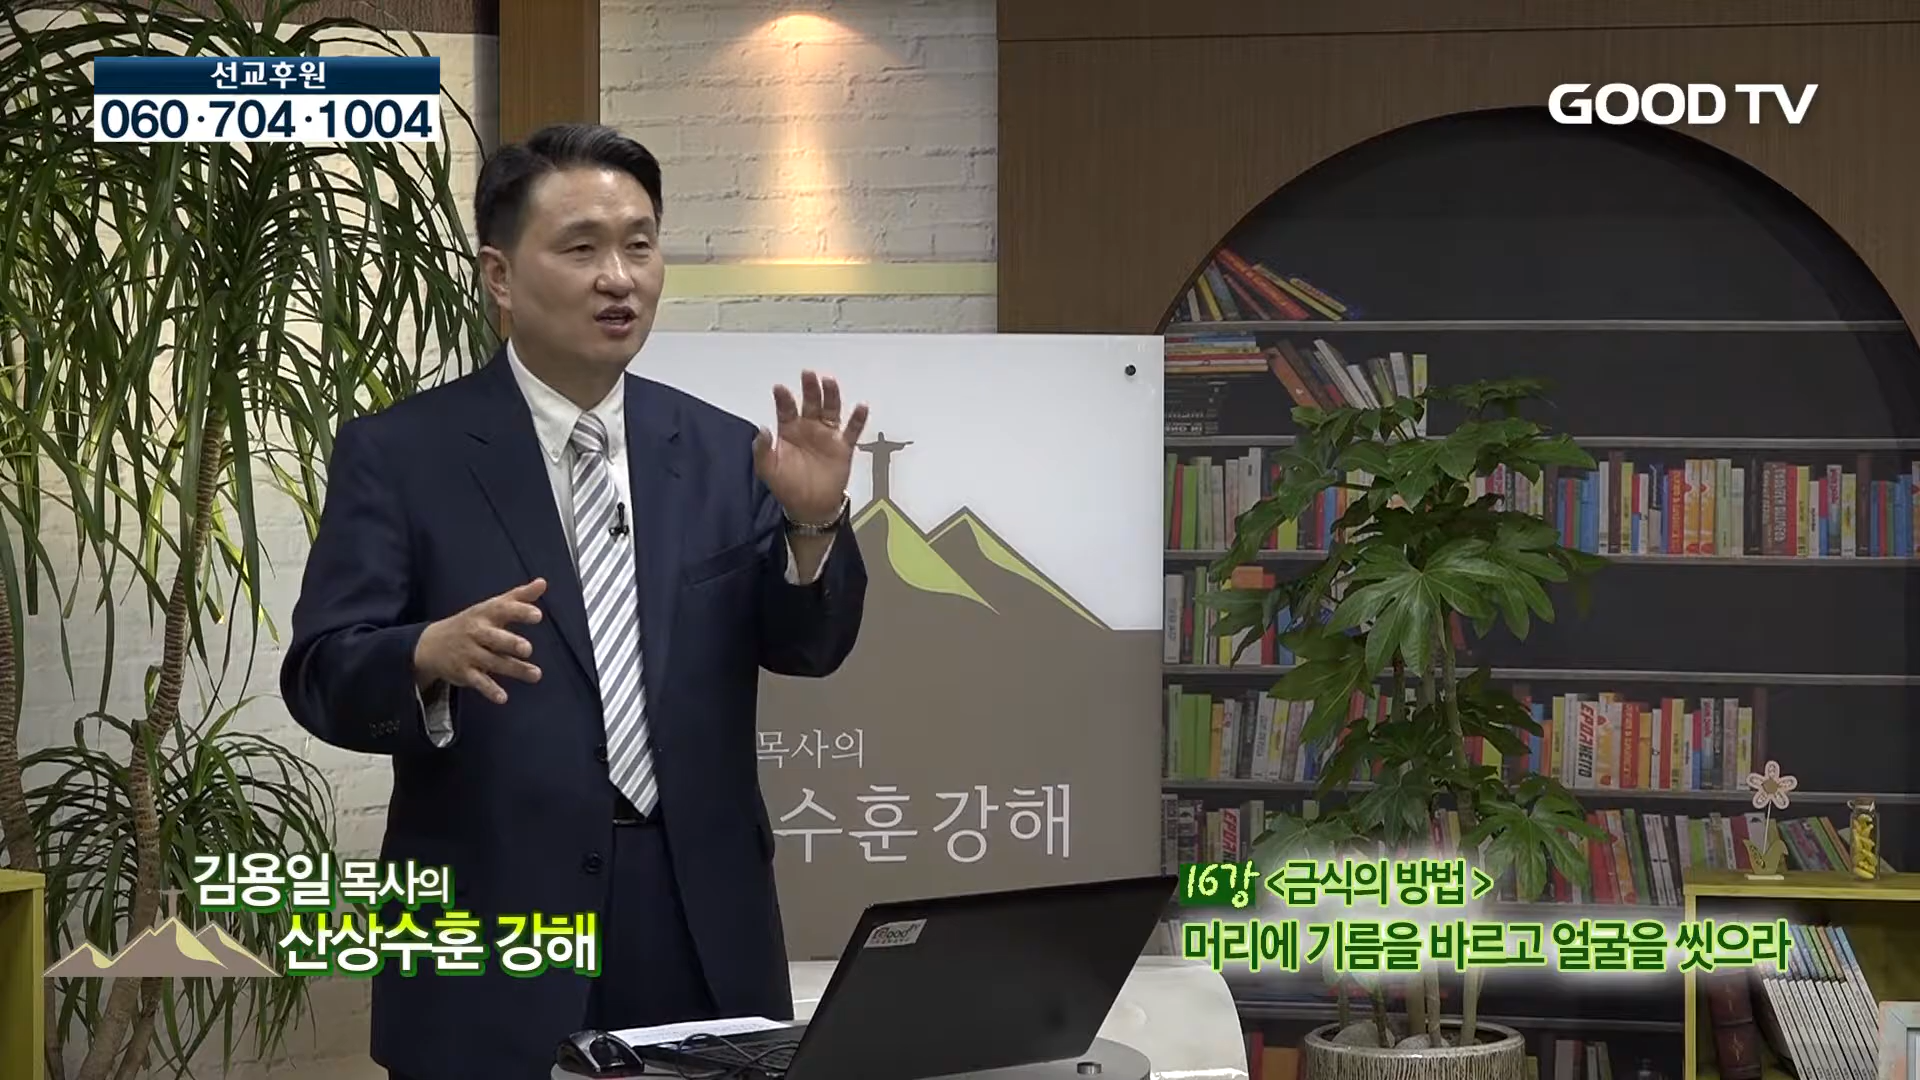 선교후원
060·704·1004
GOOD TV
목사의
수훈 강해
김용일 목사의
산상수훈 강해
16강 <금식의 방법>
머리에 기름을 바르고 얼굴을 씻으라